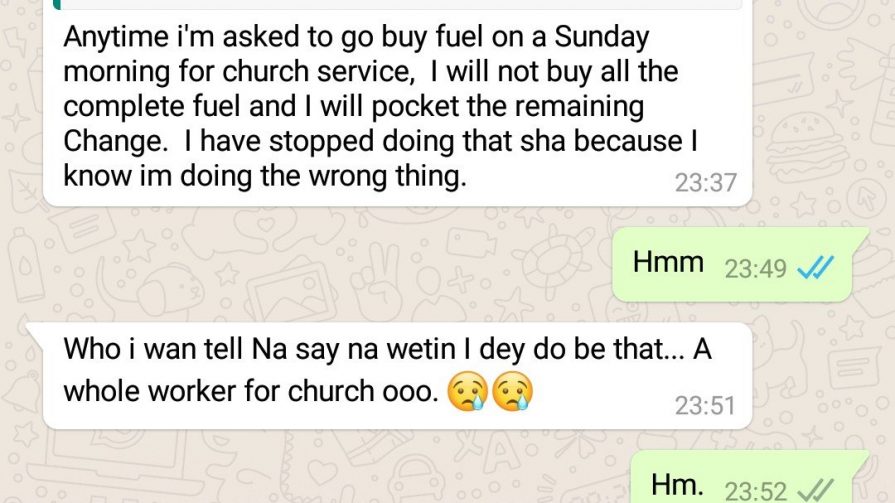 Anytime i'm asked to go buy fuel on a Sunday
morning for church service,  I will not buy all the
complete fuel and I will pocket the remaining
Change.  I have stopped doing that sha because I
know im doing the wrong thing.
23:37
Hmm 23:49
Who i wan tell Na say na wetin I dey do be that... A
whole worker for church ooo. 😢😢
23:51
Hm. 23:52